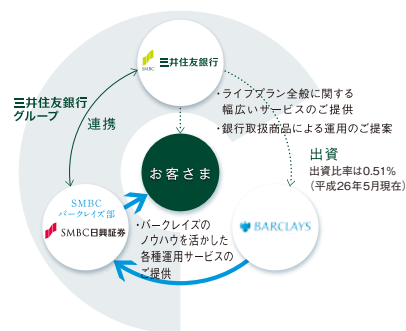 SMBC
三井住友銀行
三井住友銀行
グループ
連携
・ライフプラン全般に関する
幅広いサービスのご提供
・銀行取扱商品による運用のご提案
出資
出資比率は0.51%
（平成26年5月現在）
お客さま
SMBC
バークレイズ部
SMBC日興証券
・バークレイズの
ノウハウを活かした
各種運用サービスの
ご提供
BARCLAYS